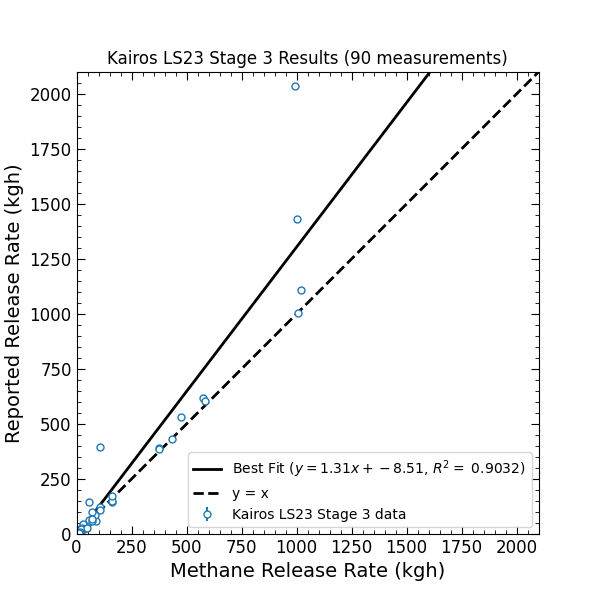 Kairos LS23 Stage 3 Results (90 measurements)
Reported Release Rate (kgh)
2000
1750
1500
1250
1000
750
500
250
0
Best Fit (y = 1.31x + −8.51, R² = 0.9032)
y = x
Kairos LS23 Stage 3 data
0 250 500 750 1000 1250 1500 1750 2000
Methane Release Rate (kgh)